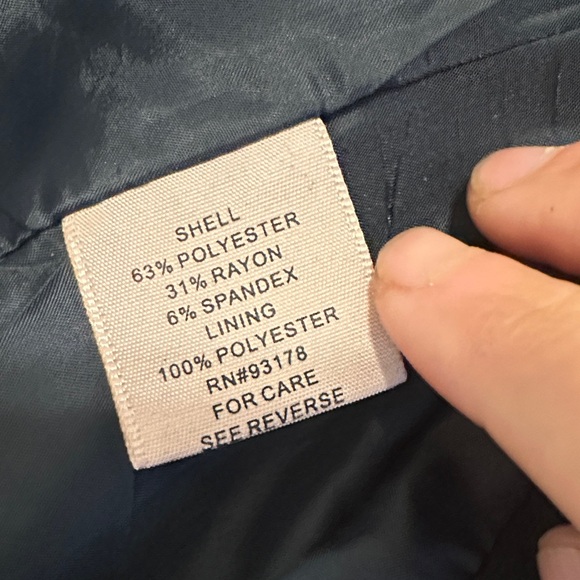 SHELL
63% POLYESTER
31% RAYON
6% SPANDEX
LINING
100% POLYESTER
RN#93178
FOR CARE
SEE REVERSE